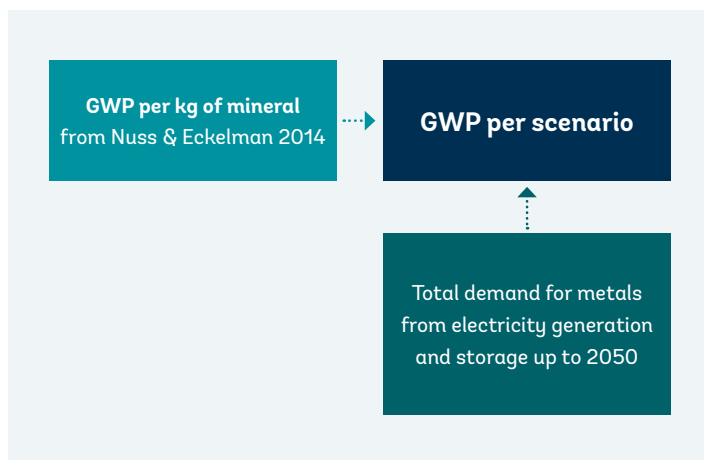 GWP per kg of mineral
from Nuss & Eckelman 2014
GWP per scenario
Total demand for metals
from electricity generation
and storage up to 2050